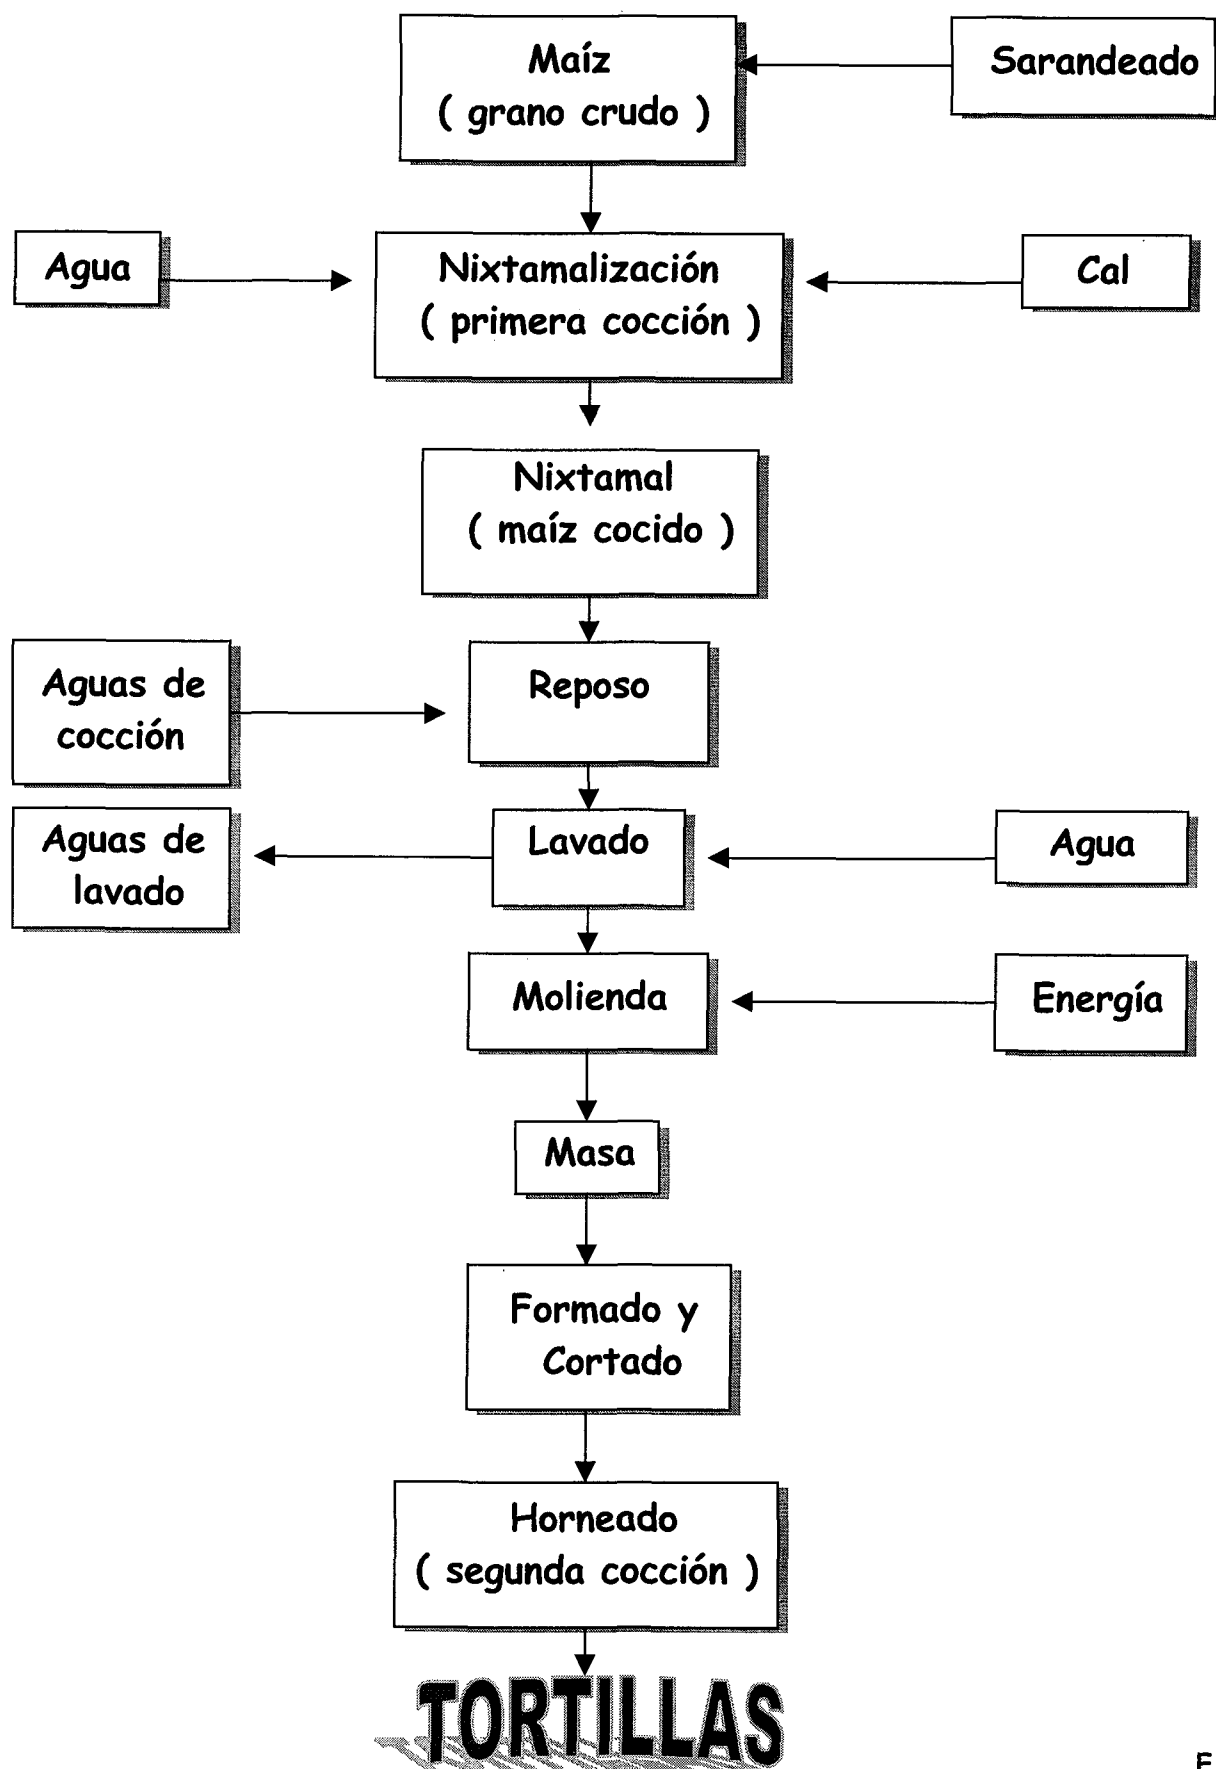 Maíz
( grano crudo )
Sarandeado
Agua
Nixtamalización
( primera cocción )
Cal
Nixtamal
( maíz cocido )
Aguas de
cocción
Reposo
Aguas de
lavado
Lavado
Agua
Molienda
Energía
Masa
Formado y
Cortado
Horneado
( segunda cocción )
TORTILLAS